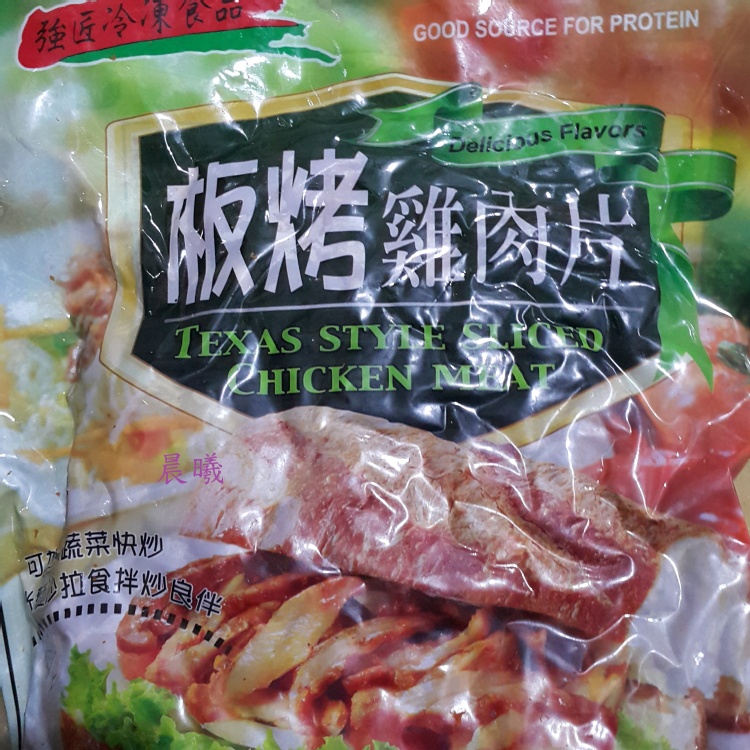 強匠冷凍食品
GOOD SOURCE FOR PROTEIN
Delicious Flavors
板烤雞肉片
TEXAS STYLE SLICED
CHICKEN MEAT
晨曦
蔬菜快炒
拉食拌炒良伴